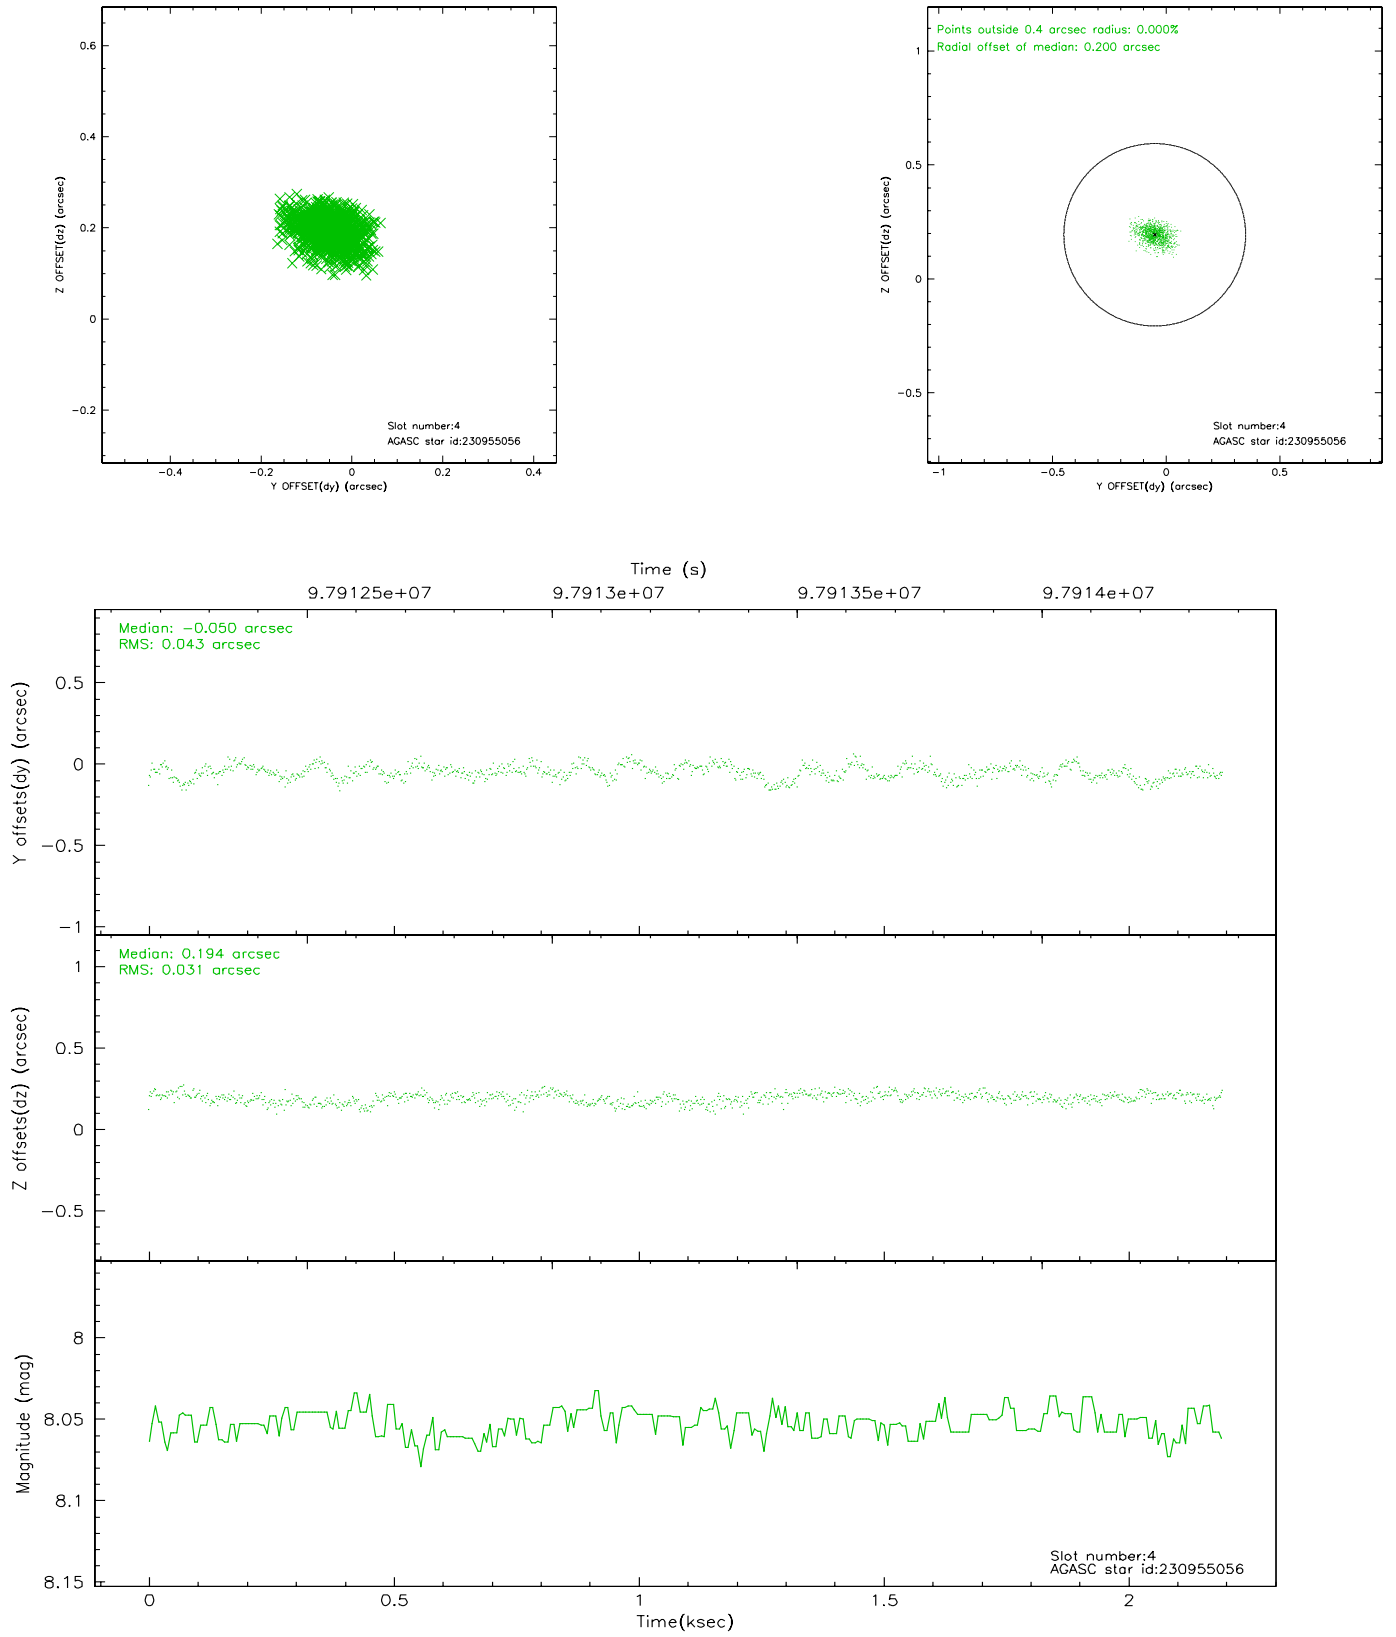 0.6
0.4
0.2
0
−0.2
Z OFFSET(dz) (arcsec)
Slot number:4
AGASC star id:230955056
−0.4
−0.2
0
0.2
0.4
Y OFFSET(dy) (arcsec)
Points outside 0.4 arcsec radius: 0.000%
Radial offset of median: 0.200 arcsec
1
0.5
0
−0.5
Z OFFSET(dz) (arcsec)
Slot number:4
AGASC star id:230955056
−1
−0.5
0
0.5
Y OFFSET(dy) (arcsec)
Time (s)
9.79125e+07
9.7913e+07
9.79135e+07
9.7914e+07
Median: −0.050 arcsec
RMS: 0.043 arcsec
0.5
0
−0.5
−1
Y offsets(dy) (arcsec)
Median: 0.194 arcsec
RMS: 0.031 arcsec
1
0.5
0
−0.5
Z offsets(dz) (arcsec)
8
8.05
8.1
8.15
Magnitude (mag)
Slot number:4
AGASC star id:230955056
0
0.5
1
1.5
2
Time(ksec)